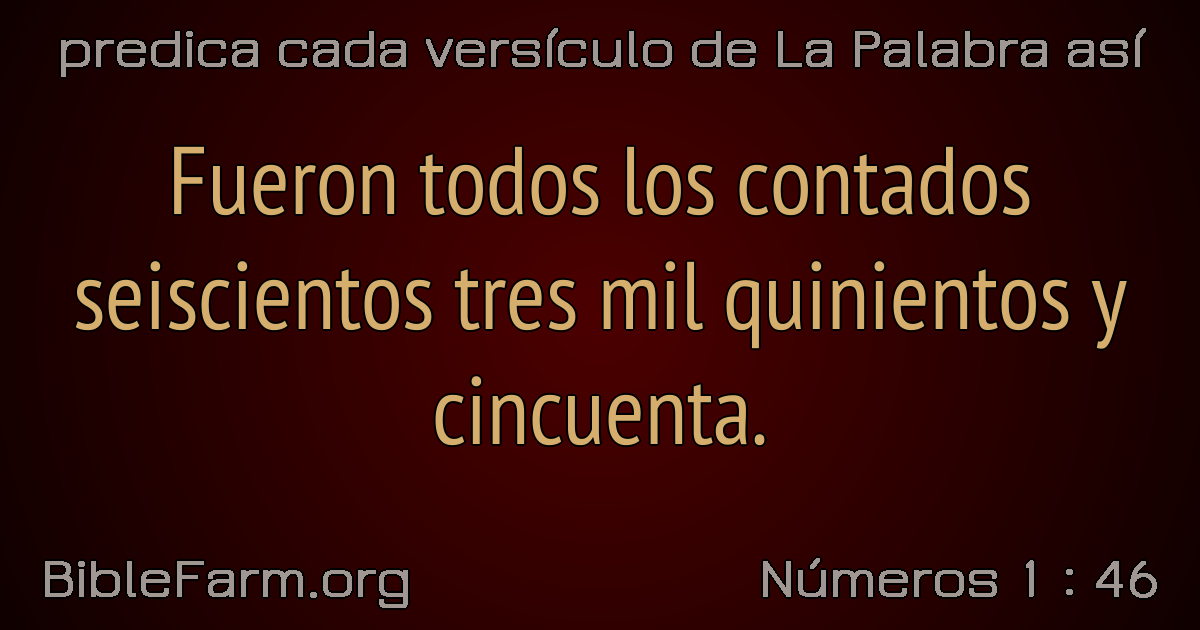 predica cada versículo de La Palabra así
Fueron todos los contados
seiscientos tres mil quinientos y
cincuenta.
BibleFarm.org
Números 1 : 46